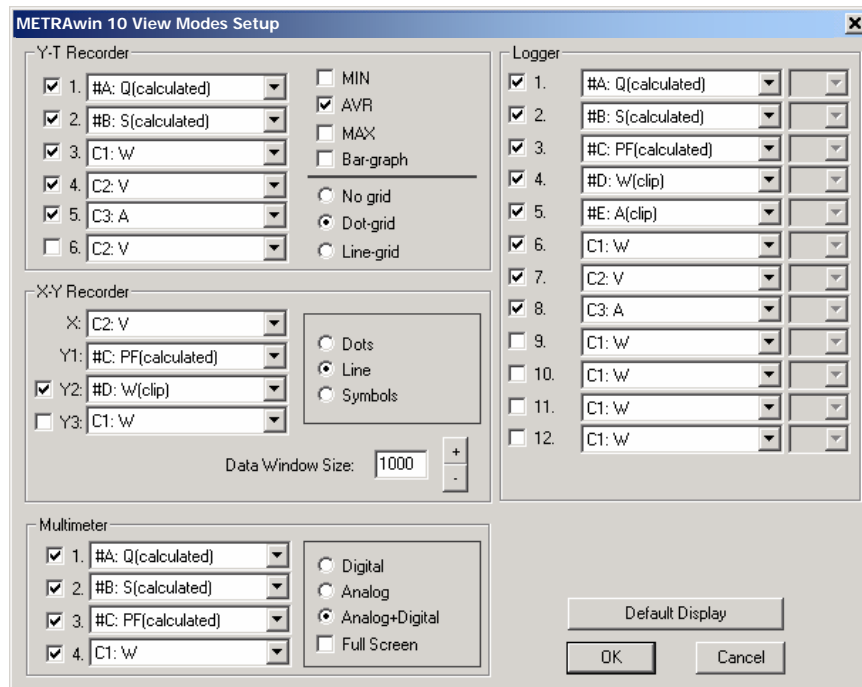 METRAwin 10 View Modes Setup
Y-T Recorder
1. #A: Q(calculated)
2. #B: S(calculated)
3. C1: W
4. C2: V
5. C3: A
6. C2: V
MIN
AVR
MAX
Bar-graph
No grid
Dot-grid
Line-grid
X-Y Recorder
X: C2: V
Y1: #C: PF(calculated)
Y2: #D: W(clip)
Y3: C1: W
Dots
Line
Symbols
Data Window Size: 1000
+
-
Multimeter
1. #A: Q(calculated)
2. #B: S(calculated)
3. #C: PF(calculated)
4. C1: W
Digital
Analog
Analog+Digital
Full Screen
Logger
1. #A: Q(calculated)
2. #B: S(calculated)
3. #C: PF(calculated)
4. #D: W(clip)
5. #E: A(clip)
6. C1: W
7. C2: V
8. C3: A
9. C1: W
10. C1: W
11. C1: W
12. C1: W
Default Display
OK
Cancel